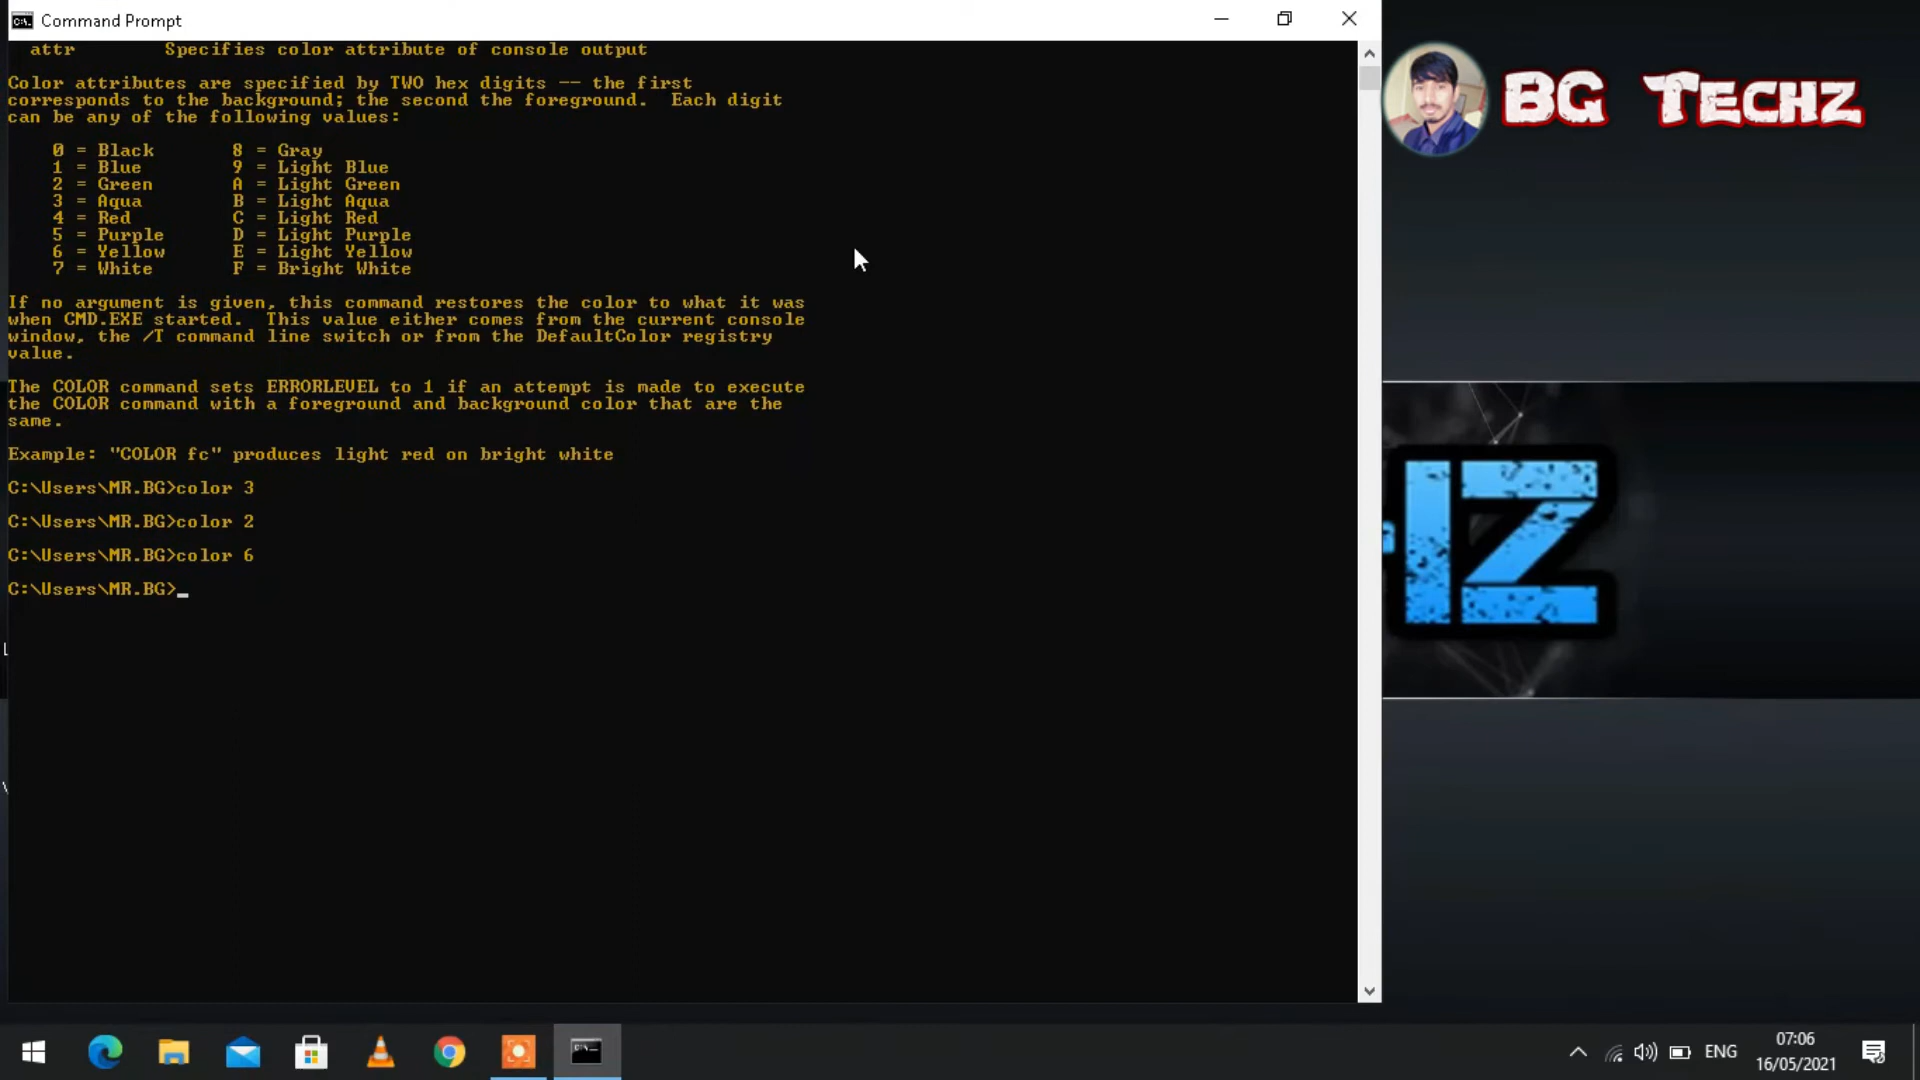 Command Prompt
attr Specifies color attribute of console output
Color attributes are specified by TWO hex digits -- the first
corresponds to the background; the second the foreground. Each digit
can be any of the following values:
0 = Black 8 = Gray
1 = Blue 9 = Light Blue
2 = Green A = Light Green
3 = Aqua B = Light Aqua
4 = Red C = Light Red
5 = Purple D = Light Purple
6 = Yellow E = Light Yellow
7 = White F = Bright White
If no argument is given, this command restores the color to what it was
when CMD.EXE started. This value either comes from the current console
window, the /T command line switch or from the DefaultColor registry
value.
The COLOR command sets ERRORLEVEL to 1 if an attempt is made to execute
the COLOR command with a foreground and background color that are the
same.
Example: "COLOR fc" produces light red on bright white
C:\Users\MR.BG>color 3
C:\Users\MR.BG>color 2
C:\Users\MR.BG>color 6
C:\Users\MR.BG>_
BG Techz
HZ
ENG
07:06
16/05/2021